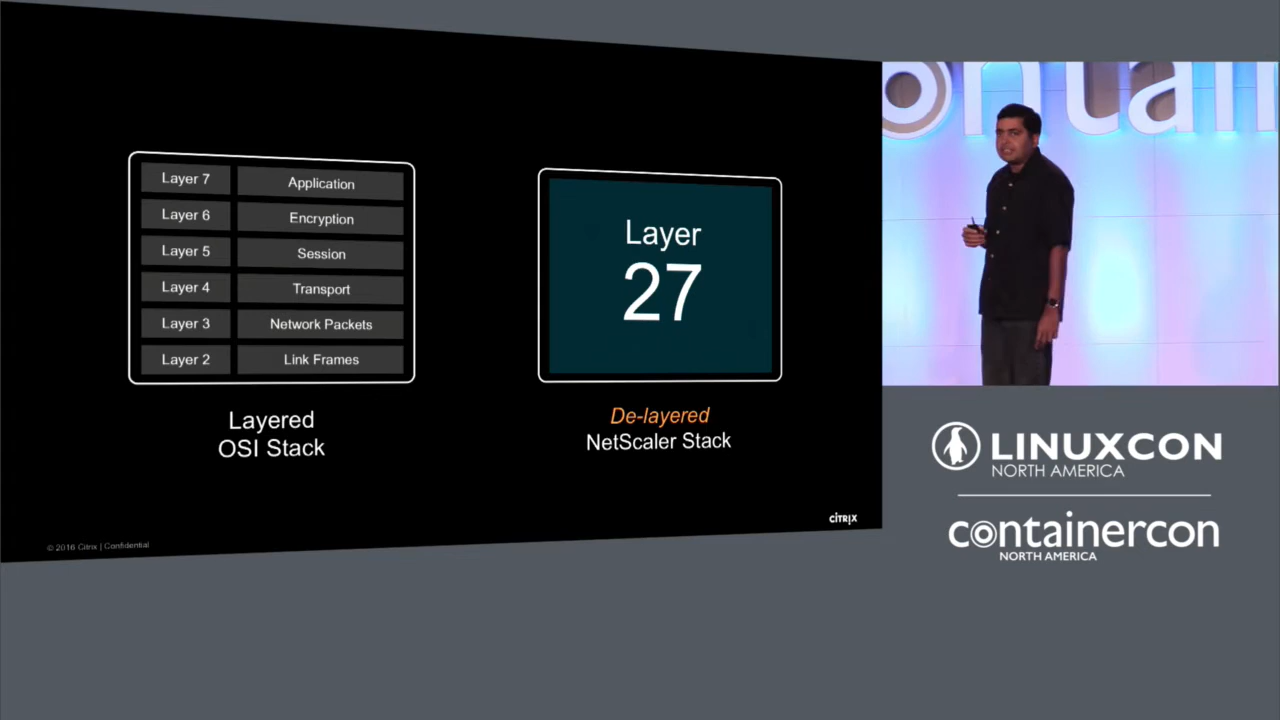 Layer 7 Application
Layer 6 Encryption
Layer 5 Session
Layer 4 Transport
Layer 3 Network Packets
Layer 2 Link Frames
Layered
OSI Stack
Layer
27
De-layered
NetScaler Stack
CITRIX
© 2016 Citrix | Confidential
ontai
LINUXCON
NORTH AMERICA
containercon
NORTH AMERICA